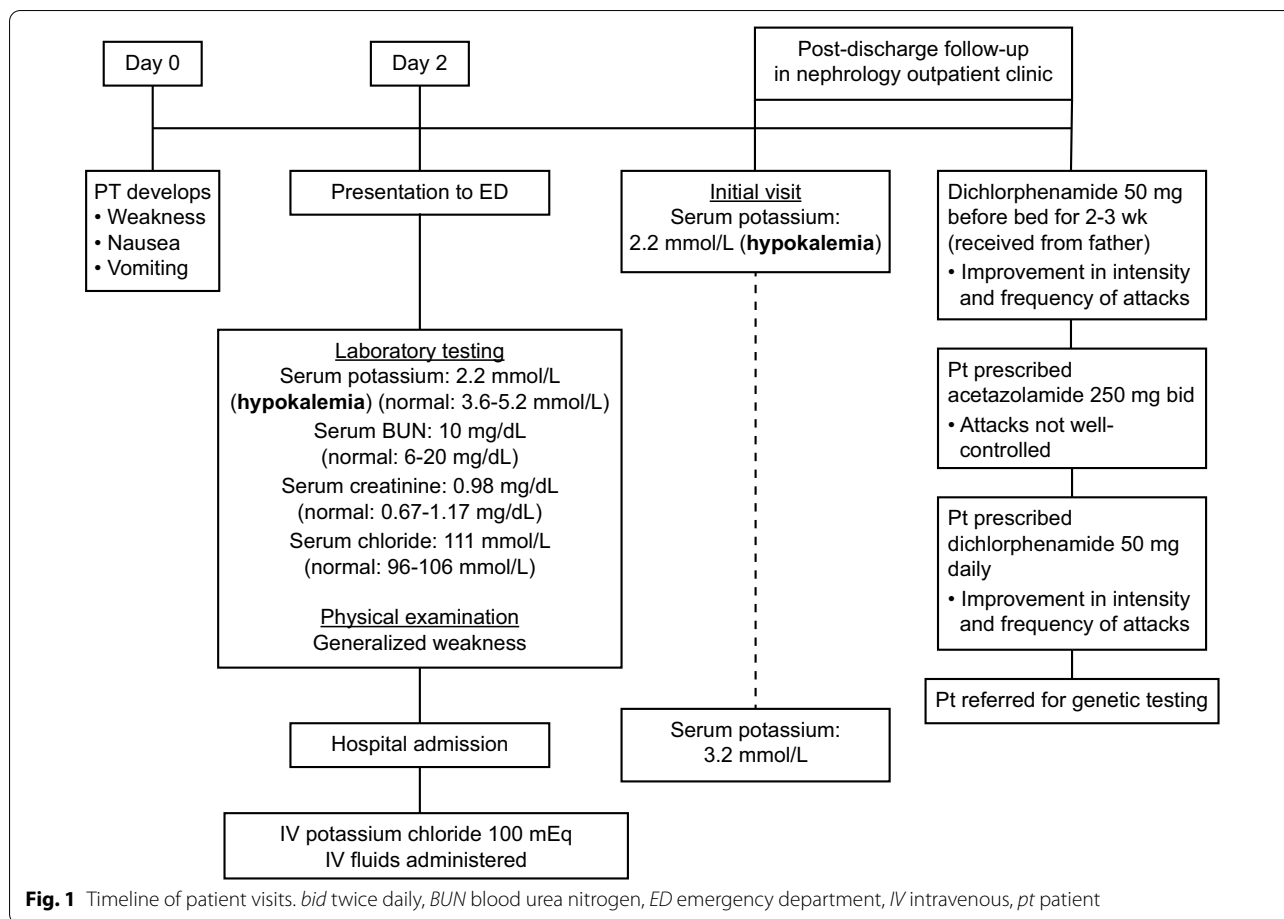 Day 0
Day 2
Post-discharge follow-up
in nephrology outpatient clinic
PT develops
• Weakness
• Nausea
• Vomiting
Presentation to ED
Laboratory testing
Serum potassium: 2.2 mmol/L
(hypokalemia) (normal: 3.6-5.2 mmol/L)
Serum BUN: 10 mg/dL
(normal: 6-20 mg/dL)
Serum creatinine: 0.98 mg/dL
(normal: 0.67-1.17 mg/dL)
Serum chloride: 111 mmol/L
(normal: 96-106 mmol/L)
Physical examination
Generalized weakness
Hospital admission
IV potassium chloride 100 mEq
IV fluids administered
Initial visit
Serum potassium:
2.2 mmol/L (hypokalemia)
Serum potassium:
3.2 mmol/L
Dichlorphenamide 50 mg
before bed for 2-3 wk
(received from father)
• Improvement in intensity
and frequency of attacks
Pt prescribed
acetazolamide 250 mg bid
• Attacks not well-
controlled
Pt prescribed
dichlorphenamide 50 mg
daily
• Improvement in intensity
and frequency of attacks
Pt referred for genetic testing
Fig. 1 Timeline of patient visits. bid twice daily, BUN blood urea nitrogen, ED emergency department, IV intravenous, pt patient